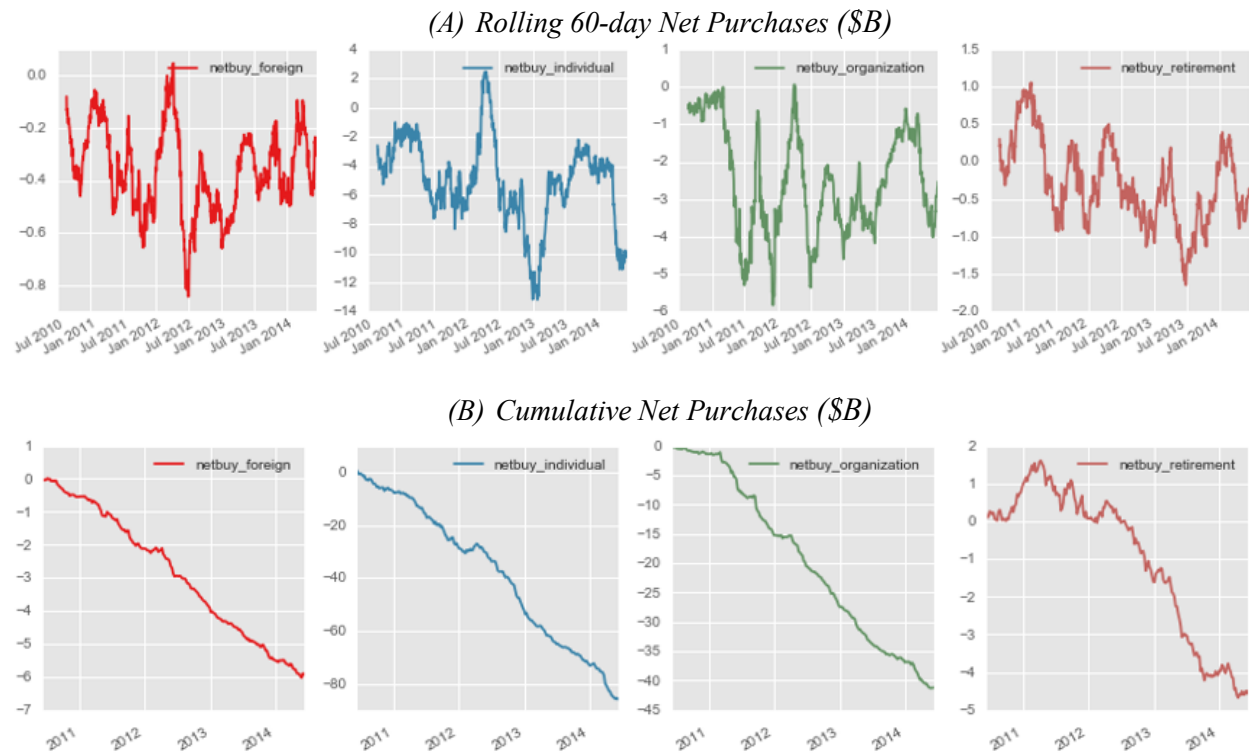 (A) Rolling 60-day Net Purchases ($B)
netbuy_foreign
0.0
−0.2
−0.4
−0.6
−0.8
Jul 2010
Jan 2011
Jul 2011
Jan 2012
Jul 2012
Jan 2013
Jul 2013
Jan 2014
netbuy_individual
4
2
0
−2
−4
−6
−8
−10
−12
−14
Jul 2010
Jan 2011
Jul 2011
Jan 2012
Jul 2012
Jan 2013
Jul 2013
Jan 2014
netbuy_organization
1
0
−1
−2
−3
−4
−5
−6
Jul 2010
Jan 2011
Jul 2011
Jan 2012
Jul 2012
Jan 2013
Jul 2013
Jan 2014
netbuy_retirement
1.5
1.0
0.5
0.0
−0.5
−1.0
−1.5
−2.0
Jul 2010
Jan 2011
Jul 2011
Jan 2012
Jul 2012
Jan 2013
Jul 2013
Jan 2014
(B) Cumulative Net Purchases ($B)
netbuy_foreign
1
0
−1
−2
−3
−4
−5
−6
−7
2011
2012
2013
2014
netbuy_individual
0
−20
−40
−60
−80
2011
2012
2013
2014
netbuy_organization
0
−5
−10
−15
−20
−25
−30
−35
−40
−45
2011
2012
2013
2014
netbuy_retirement
2
1
0
−1
−2
−3
−4
−5
2011
2012
2013
2014